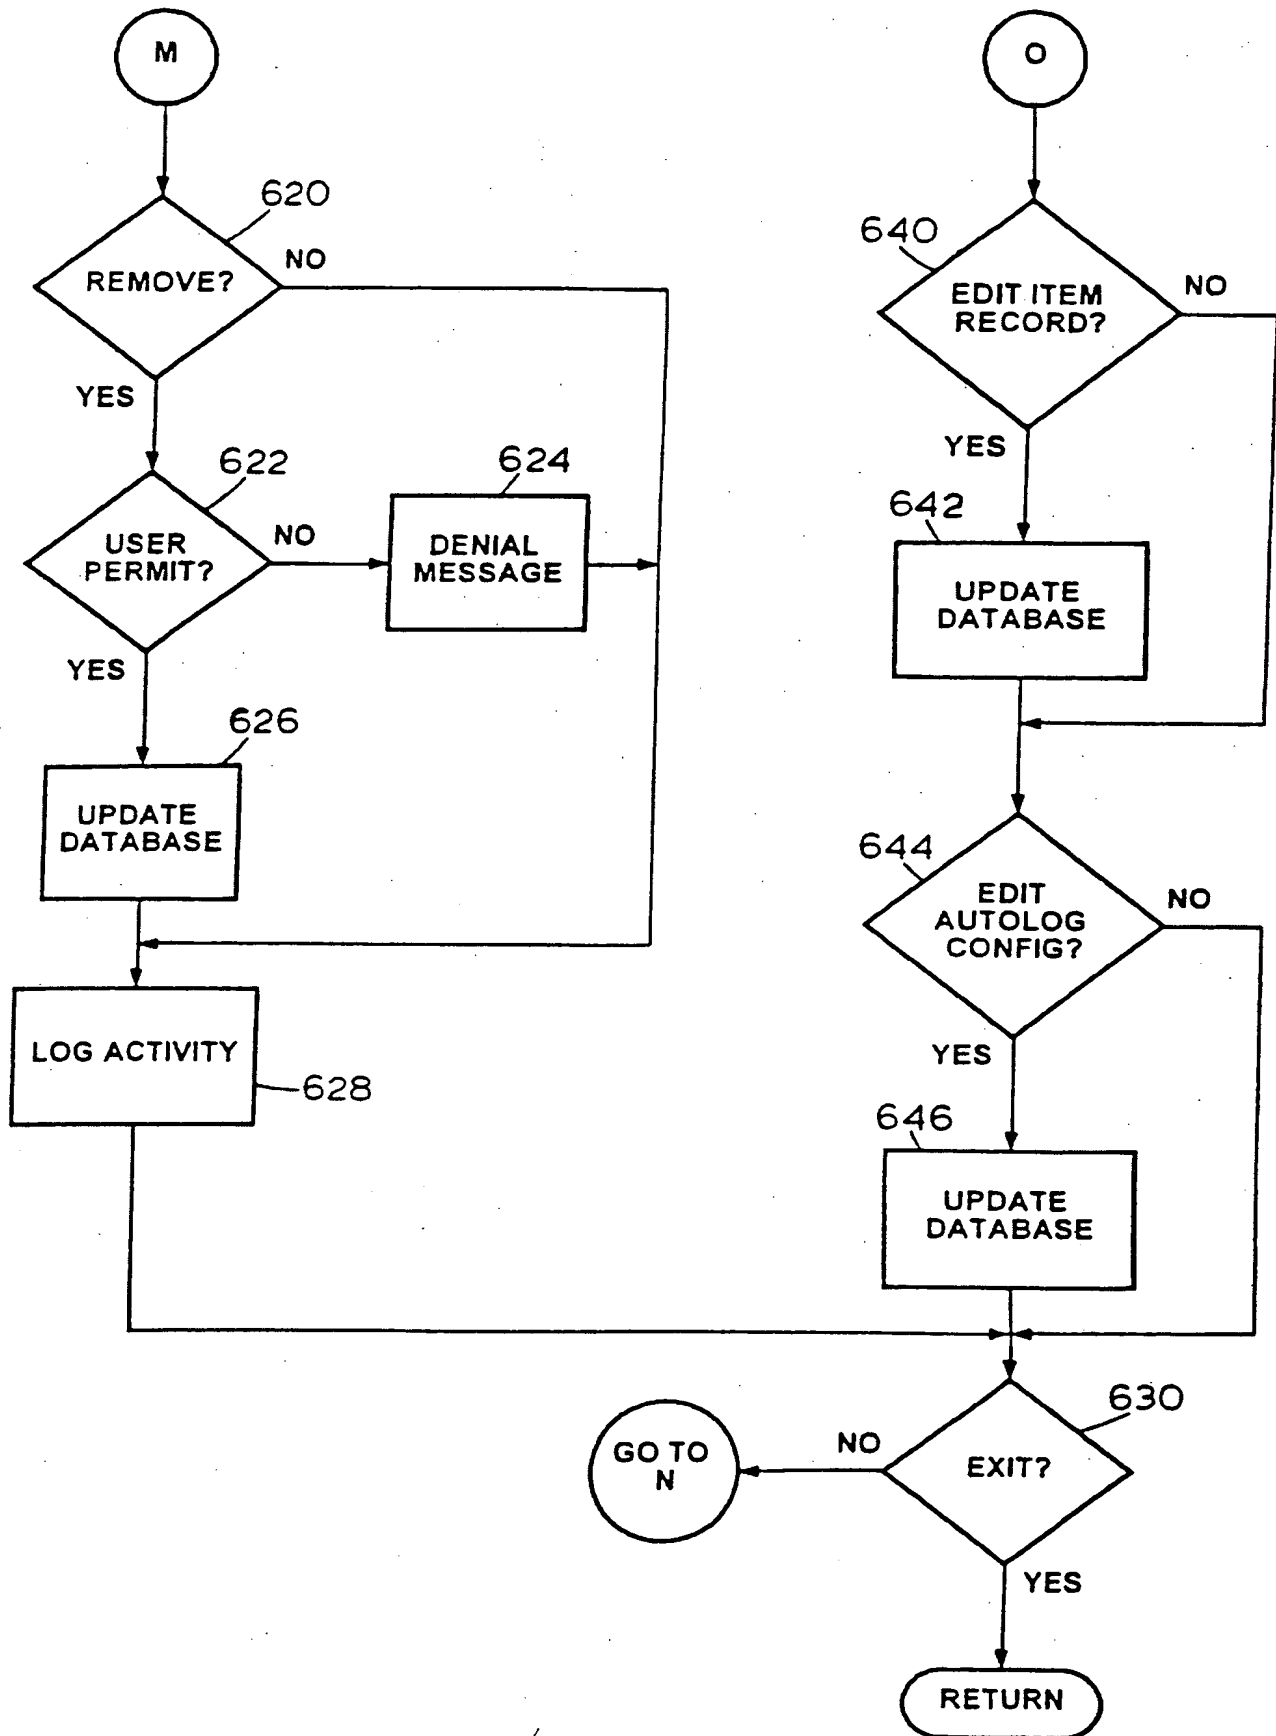 M
620
REMOVE?
NO
YES
622
USER
PERMIT?
NO
624
DENIAL
MESSAGE
YES
626
UPDATE
DATABASE
LOG ACTIVITY
628
O
640
EDIT ITEM
RECORD?
NO
YES
642
UPDATE
DATABASE
644
EDIT
AUTOLOG
CONFIG?
NO
YES
646
UPDATE
DATABASE
630
EXIT?
NO
GO TO
N
YES
RETURN